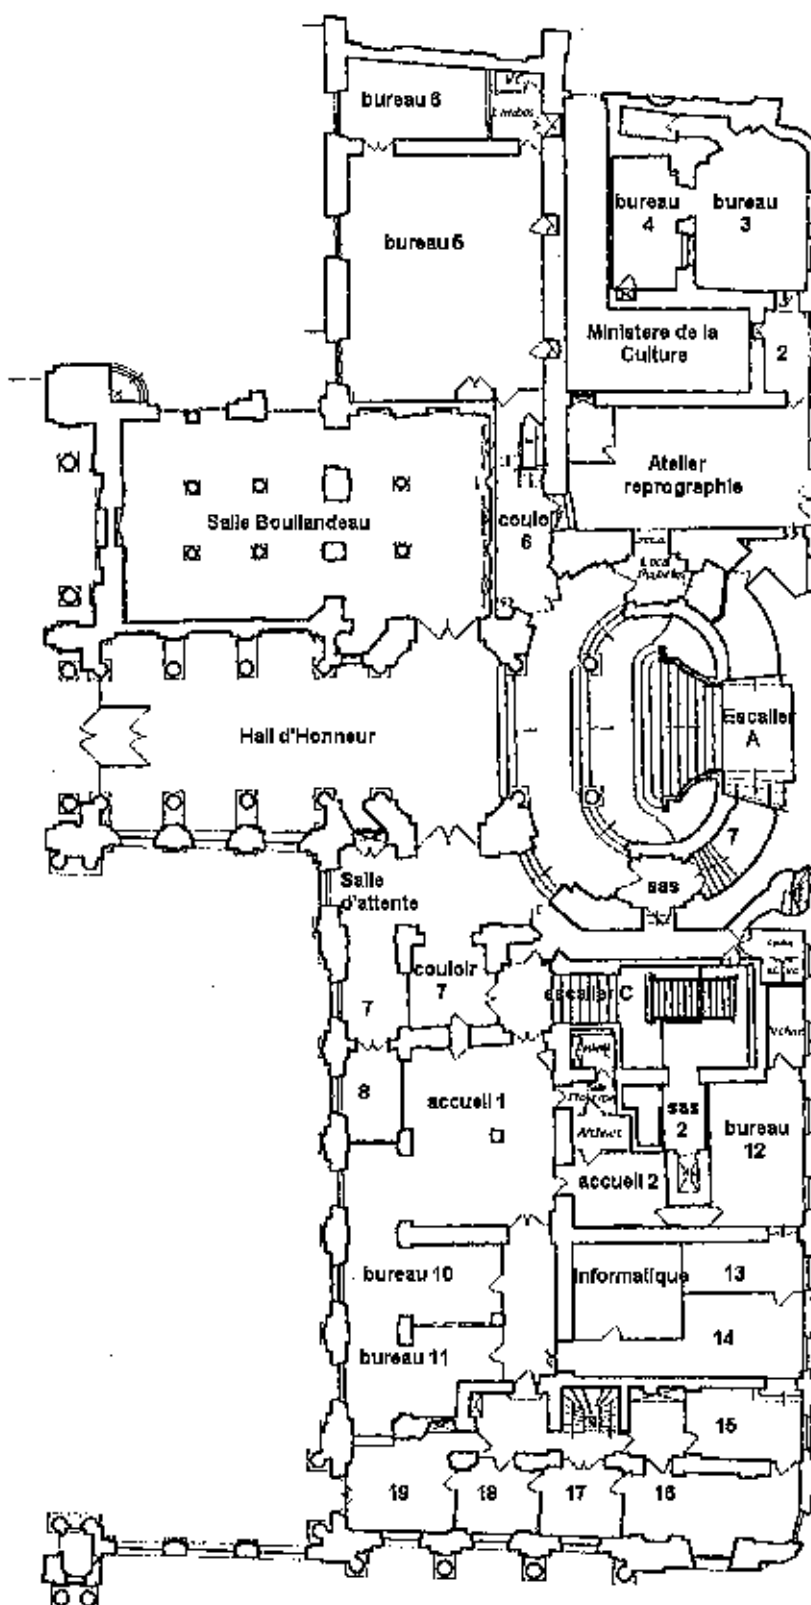 WC
bureau 6
bureau
4
bureau
3
bureau 5
Ministere de la
Culture
2
Atelier
reprographie
Salle Boullandeau
couloir
6
Local
Escalier
A
Hall d'Honneur
7
sas
Salle
d'attente
couloir
7
7
escalier C
8
accueil 1
sas
2
bureau
12
accueil 2
bureau 10
Informatique
13
14
bureau 11
15
19
18
17
16